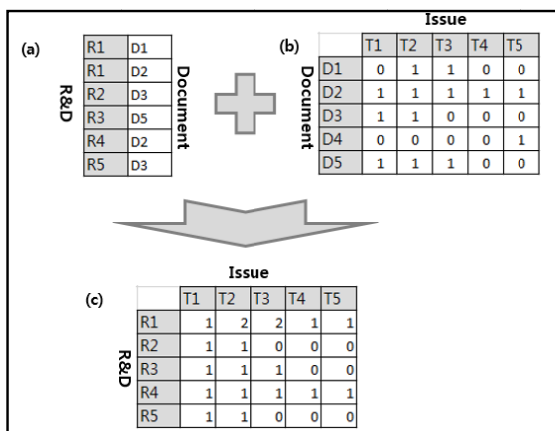 Issue
(a)
R1 D1
R1 D2
R2 D3
R3 D5
R4 D2
R5 D3
R&D
Document
(b)
T1 T2 T3 T4 T5
D1 0 1 1 0 0
D2 1 1 1 1 1
D3 1 1 0 0 0
D4 0 0 0 0 1
D5 1 1 1 0 0
Document
Issue
(c)
T1 T2 T3 T4 T5
R1 1 2 2 1 1
R2 1 1 0 0 0
R3 1 1 1 0 0
R4 1 1 1 1 1
R5 1 1 0 0 0
R&D